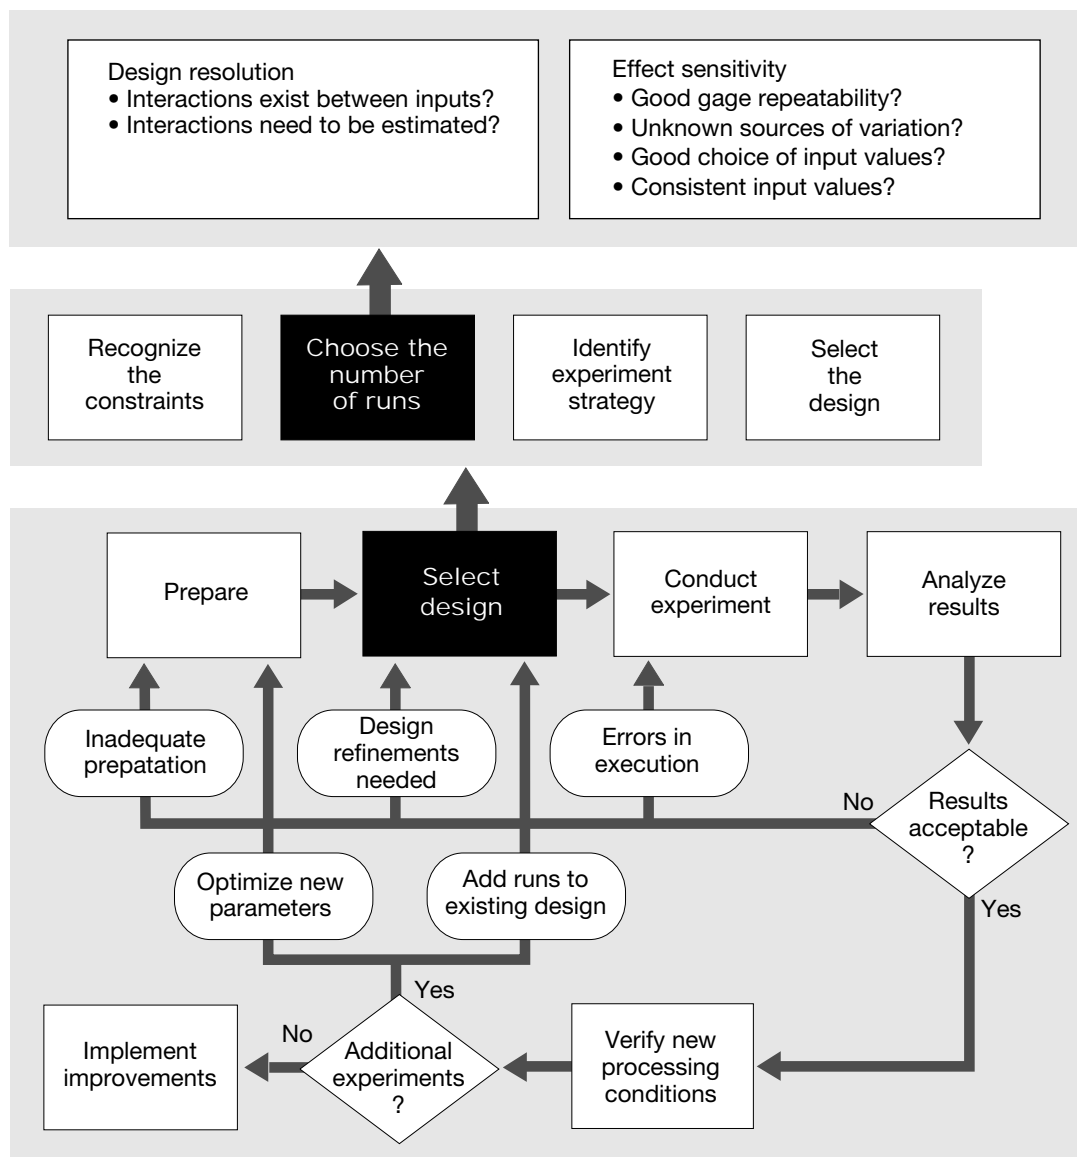 Design resolution
• Interactions exist between inputs?
• Interactions need to be estimated?
Effect sensitivity
• Good gage repeatability?
• Unknown sources of variation?
• Good choice of input values?
• Consistent input values?
Recognize
the
constraints
Choose the
number
of runs
Identify
experiment
strategy
Select
the
design
Prepare
Select
design
Conduct
experiment
Analyze
results
Inadequate
prepatation
Design
refinements
needed
Errors in
execution
No
Results
acceptable
?
Optimize new
parameters
Add runs to
existing design
Yes
Yes
Implement
improvements
No
Additional
experiments
?
Verify new
processing
conditions